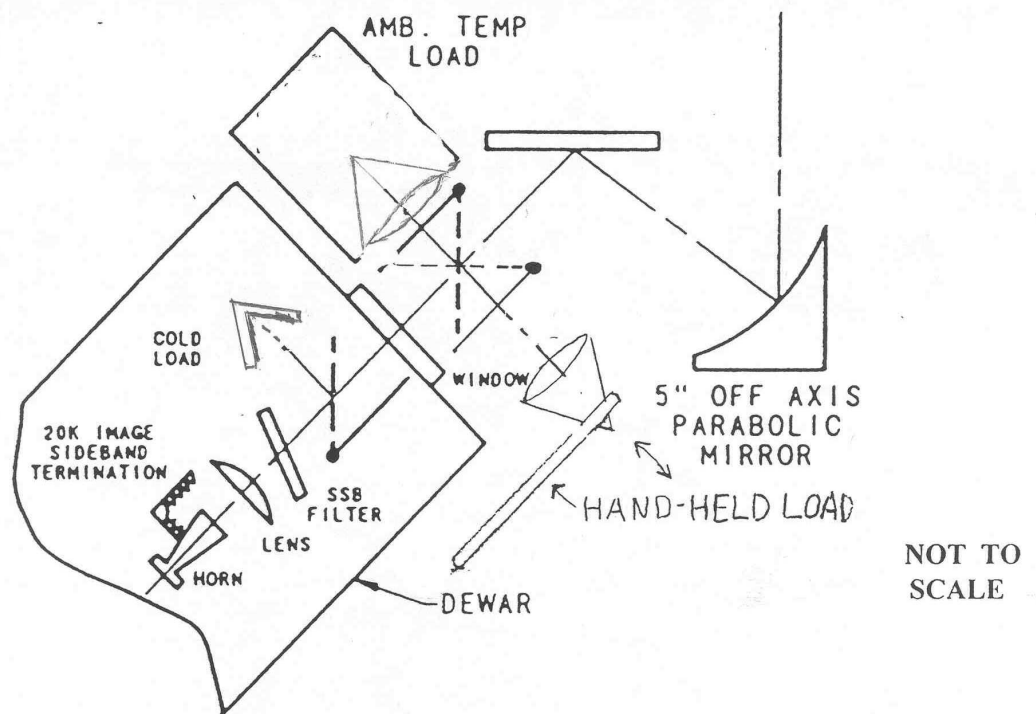 AMB. TEMP
LOAD
COLD
LOAD
WINDOW
5" OFF AXIS
PARABOLIC
MIRROR
20K IMAGE
SIDEBAND
TERMINATION
SSB
FILTER
LENS
HORN
HAND-HELD LOAD
DEWAR
NOT TO
SCALE